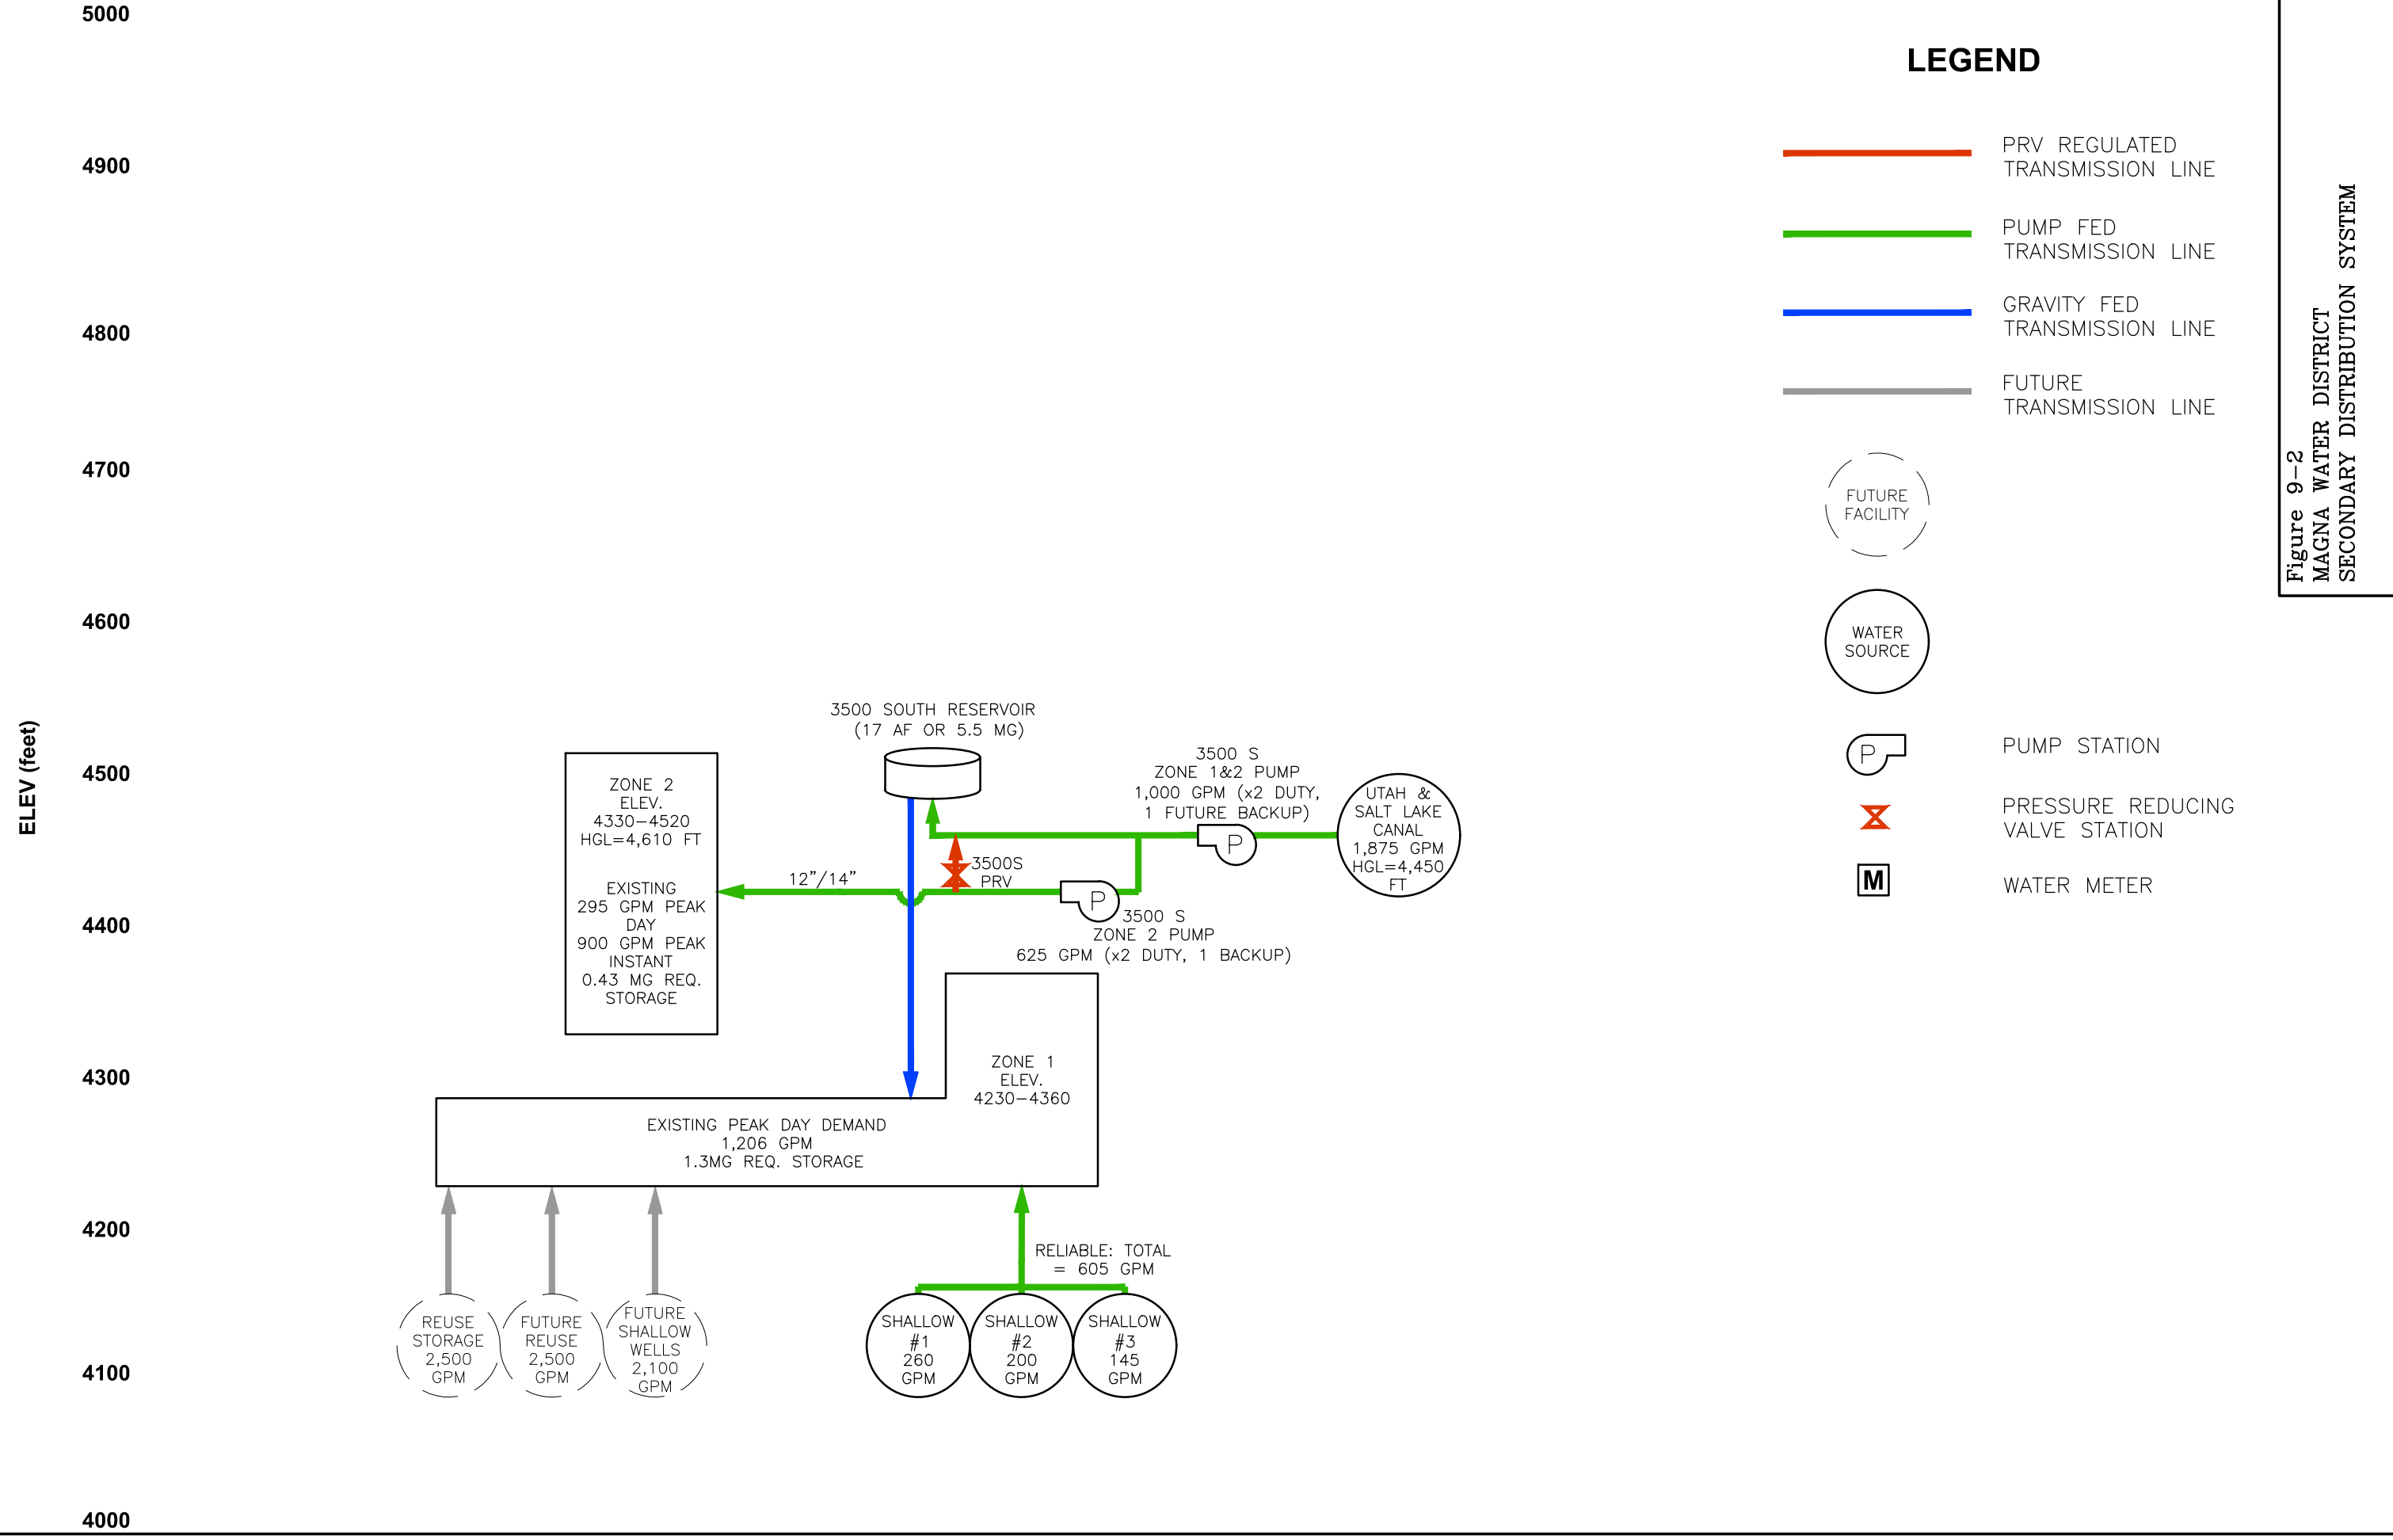 5000
4900
4800
4700
4600
4500
4400
4300
4200
4100
4000
ELEV (feet)
3500 SOUTH RESERVOIR
(17 AF OR 5.5 MG)
ZONE 2
ELEV.
4330-4520
HGL=4,610 FT
EXISTING
295 GPM PEAK
DAY
900 GPM PEAK
INSTANT
0.43 MG REQ.
STORAGE
12"/14"
3500S
PRV
3500 S
ZONE 1&2 PUMP
1,000 GPM (x2 DUTY,
1 FUTURE BACKUP)
P
UTAH &
SALT LAKE
CANAL
1,875 GPM
HGL=4,450
FT
P
3500 S
ZONE 2 PUMP
625 GPM (x2 DUTY, 1 BACKUP)
ZONE 1
ELEV.
4230-4360
EXISTING PEAK DAY DEMAND
1,206 GPM
1.3MG REQ. STORAGE
RELIABLE: TOTAL
= 605 GPM
REUSE
STORAGE
2,500
GPM
FUTURE
REUSE
2,500
GPM
FUTURE
SHALLOW
WELLS
2,100
GPM
SHALLOW
#1
260
GPM
SHALLOW
#2
200
GPM
SHALLOW
#3
145
GPM
LEGEND
PRV REGULATED
TRANSMISSION LINE
PUMP FED
TRANSMISSION LINE
GRAVITY FED
TRANSMISSION LINE
FUTURE
TRANSMISSION LINE
FUTURE
FACILITY
WATER
SOURCE
P
PUMP STATION
PRESSURE REDUCING
VALVE STATION
M
WATER METER
Figure 9-2
MAGNA WATER DISTRICT
SECONDARY DISTRIBUTION SYSTEM